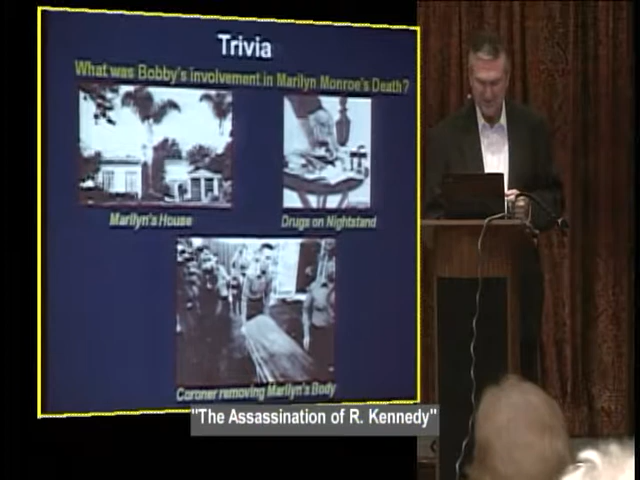 Trivia
What was Bobby's involvement in Marilyn Monroe's Death?
Marilyn's House
Drugs on Nightstand
Coroner removing Marilyn's Body
"The Assassination of R. Kennedy"